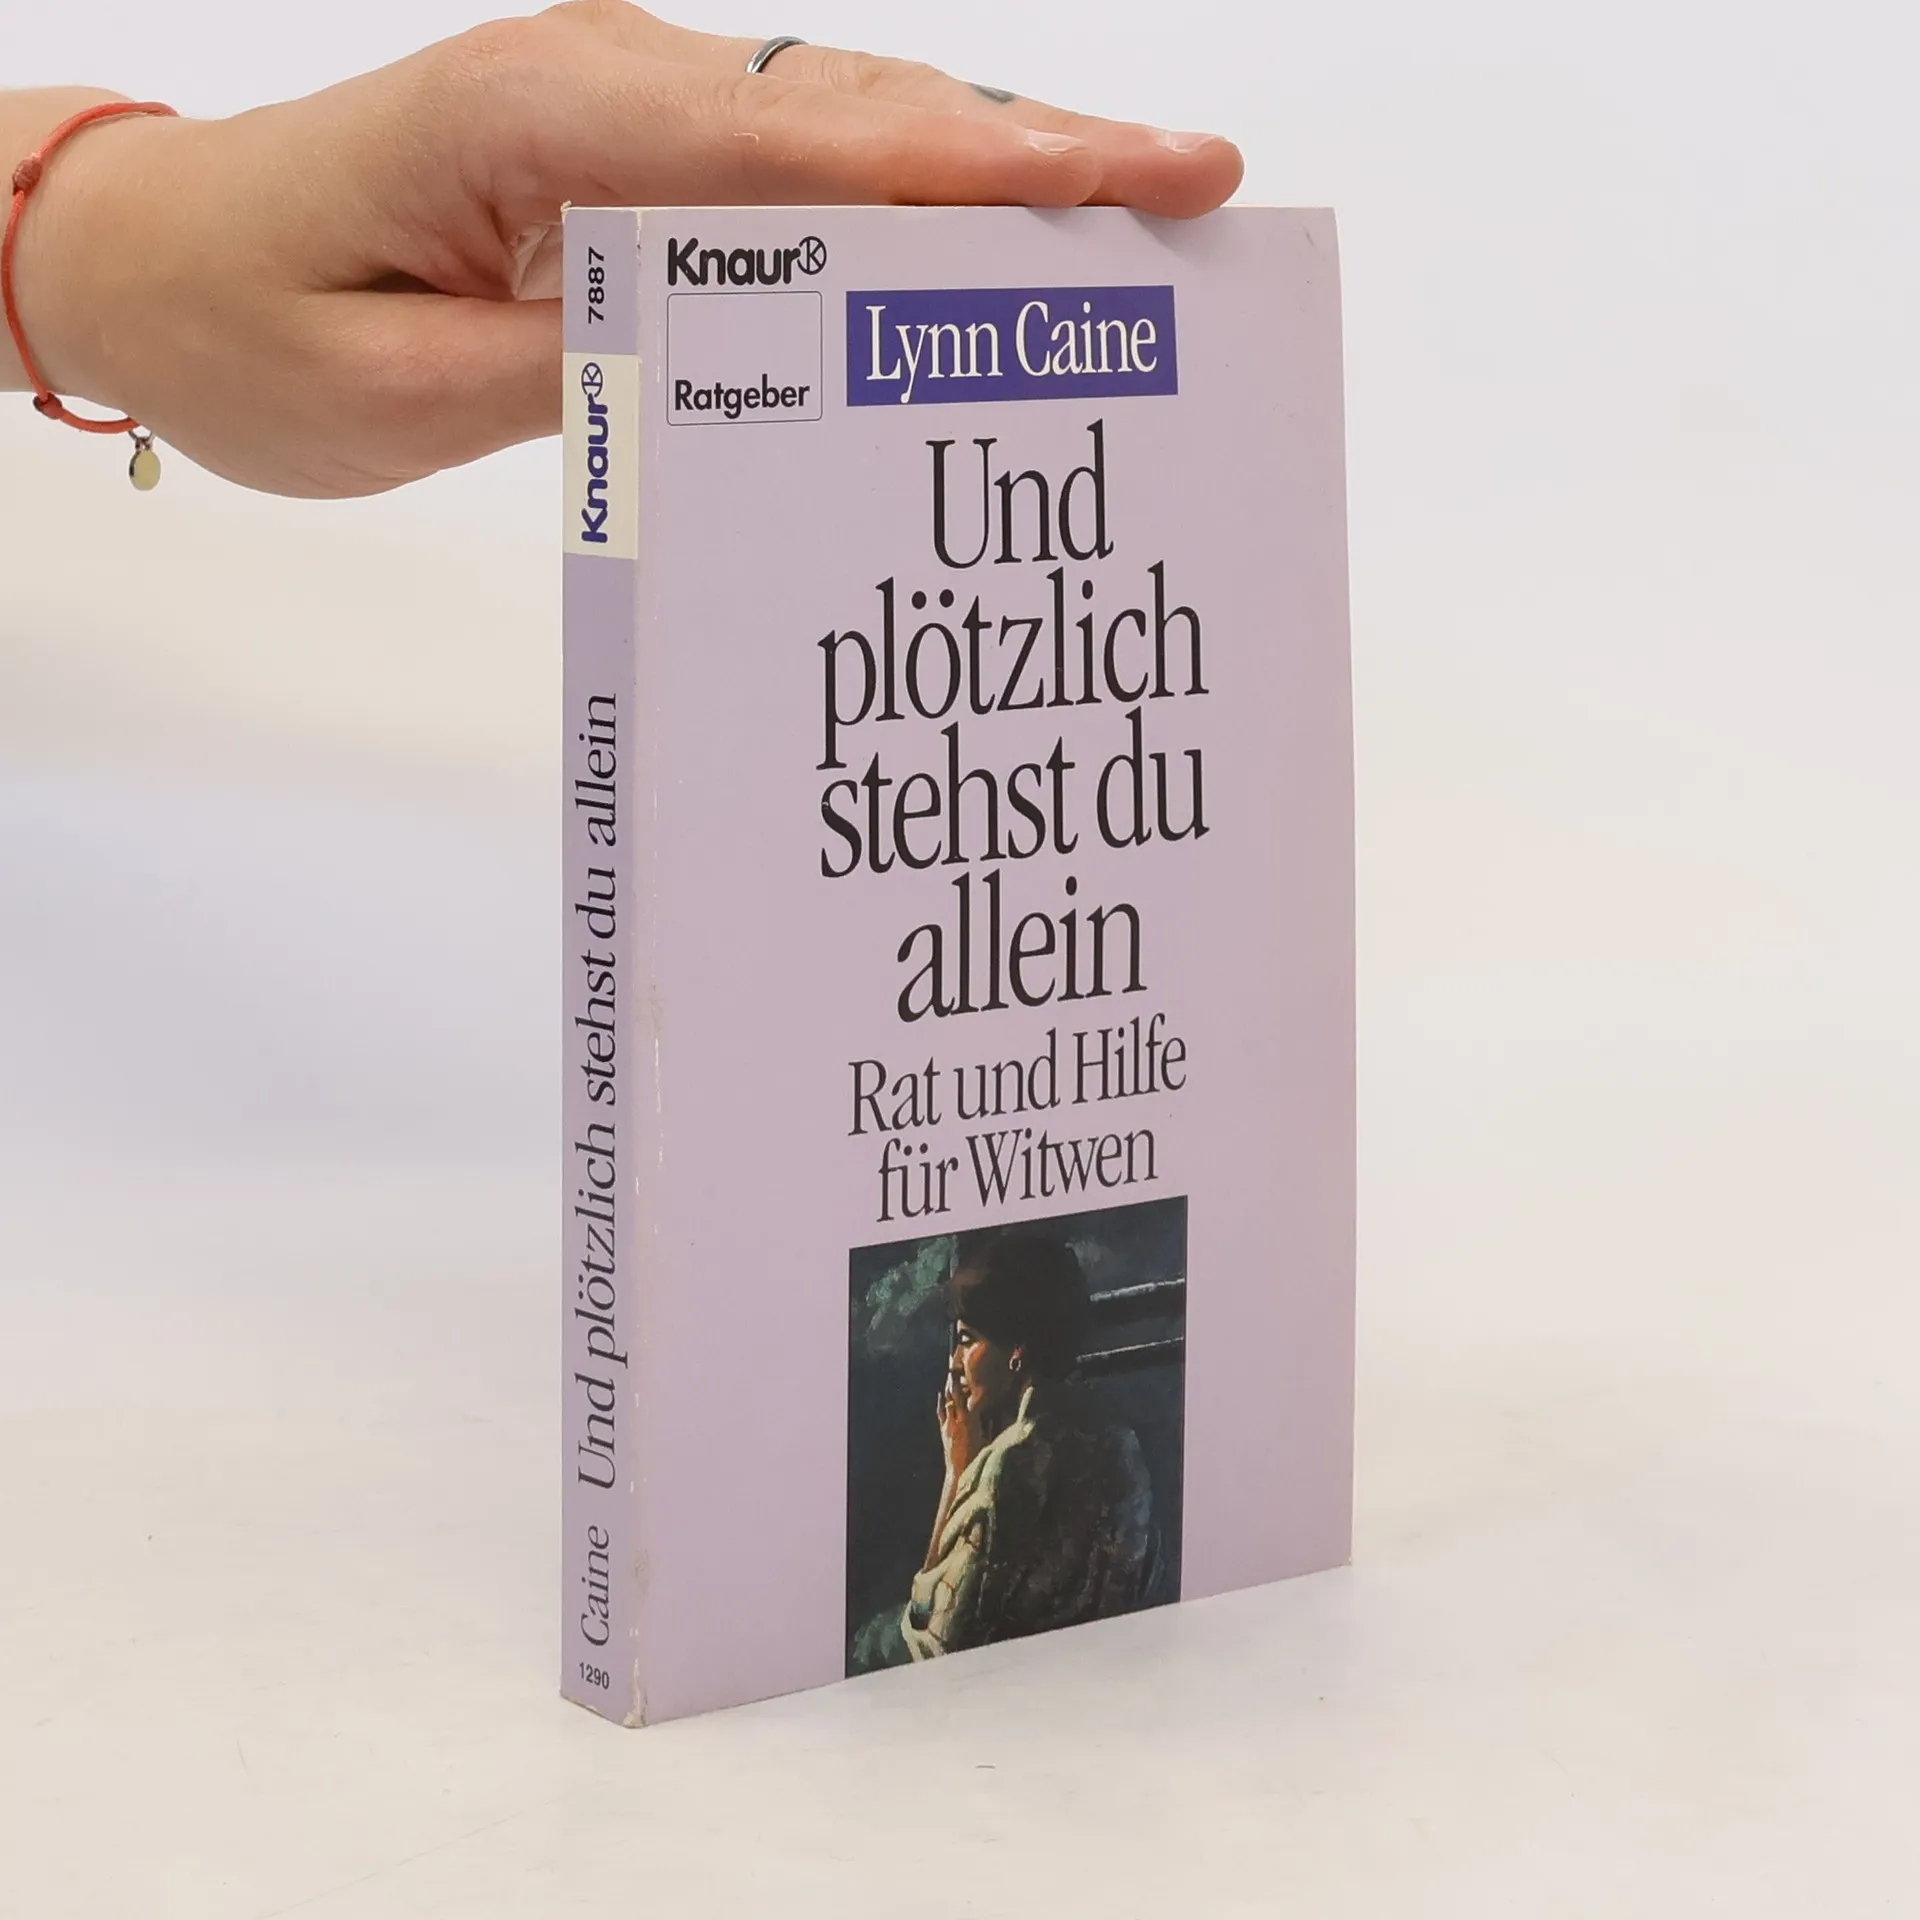 7887
Knaur
Caine Und plötzlich stehst du allein
1290
Knaur
Ratgeber
Lynn Caine
Und
plötzlich
stehst du
allein
Rat und Hilfe
für Witwen